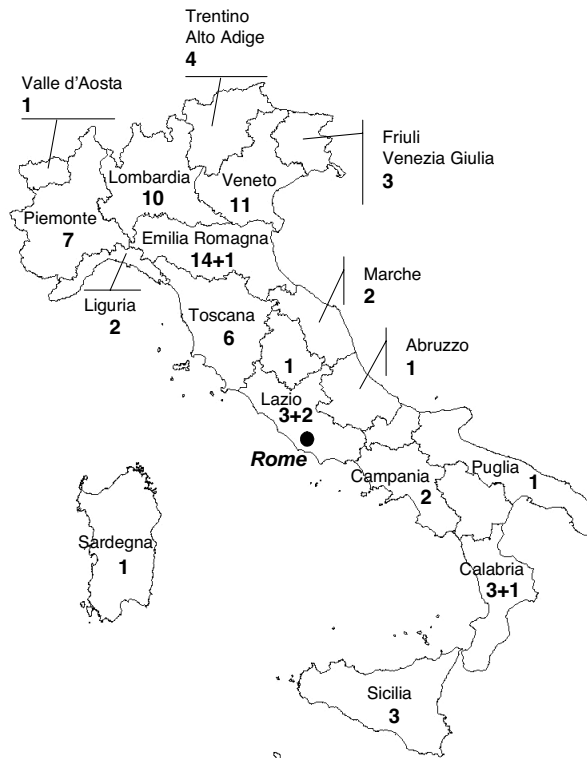 Trentino
Alto Adige
4
Valle d'Aosta
1
Friuli
Venezia Giulia
3
Lombardia
10
Veneto
11
Piemonte
7
Emilia Romagna
14+1
Marche
2
Liguria
2
Toscana
6
Abruzzo
1
1
Lazio
3+2
Rome
Campania
2
Puglia
1
Sardegna
1
Calabria
3+1
Sicilia
3